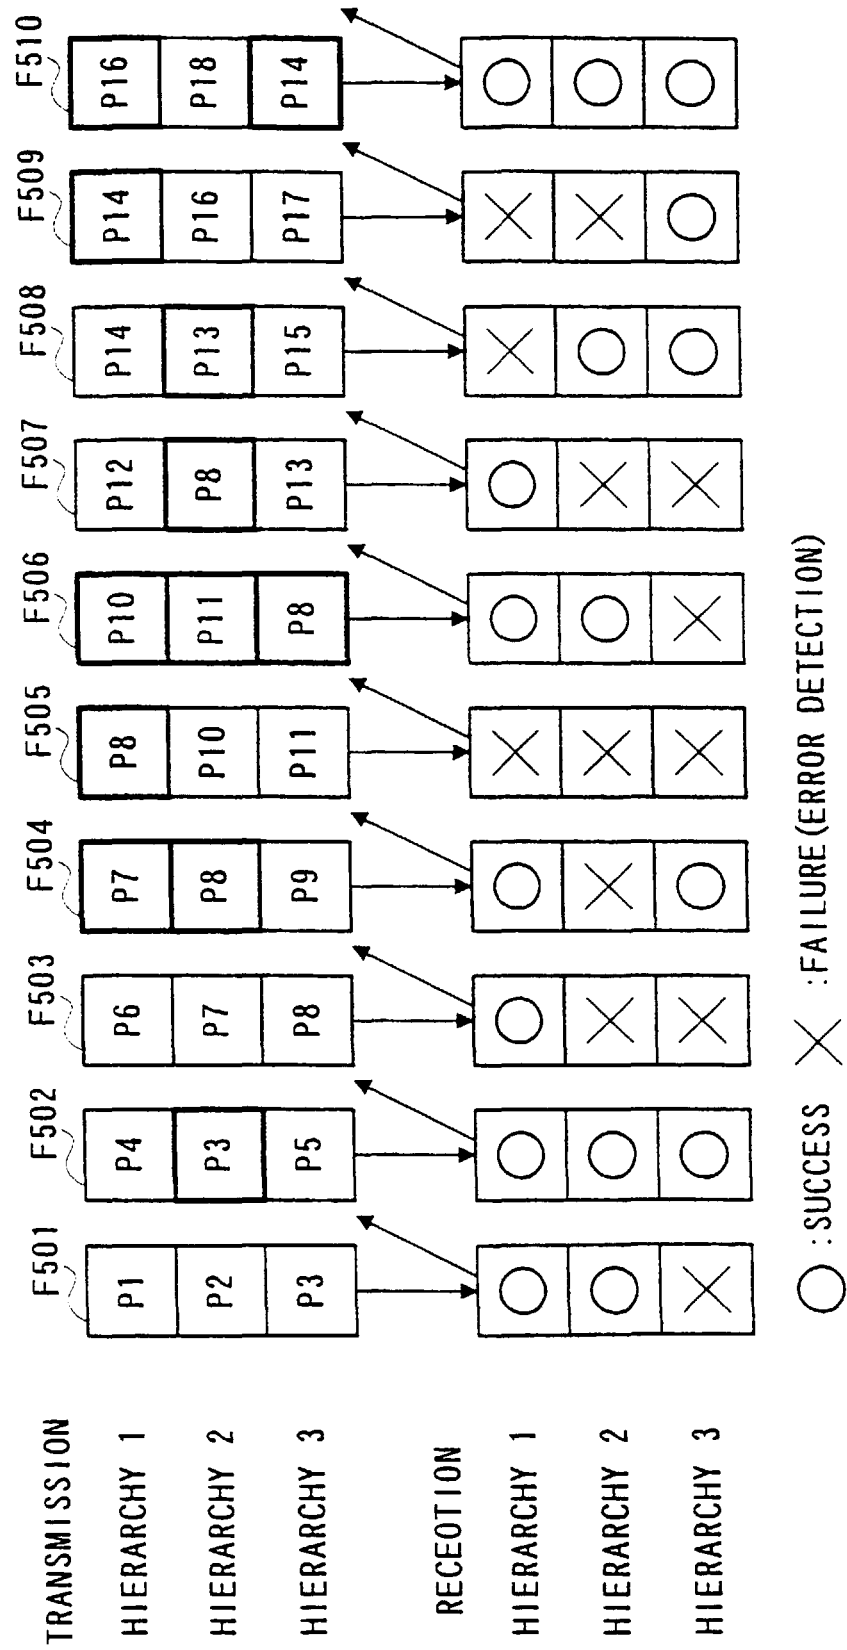 TRANSMISSION F501 F502 F503 F504 F505 F506 F507 F508 F509 F510
HIERARCHY 1 P1 P4 P6 P7 P8 P10 P12 P14 P14 P16
HIERARCHY 2 P2 P3 P7 P8 P10 P11 P8 P13 P16 P18
HIERARCHY 3 P3 P5 P8 P9 P11 P8 P13 P15 P17 P14
RECEOTION
HIERARCHY 1
HIERARCHY 2
HIERARCHY 3
:SUCCESS :FAILURE(ERROR DETECTION)